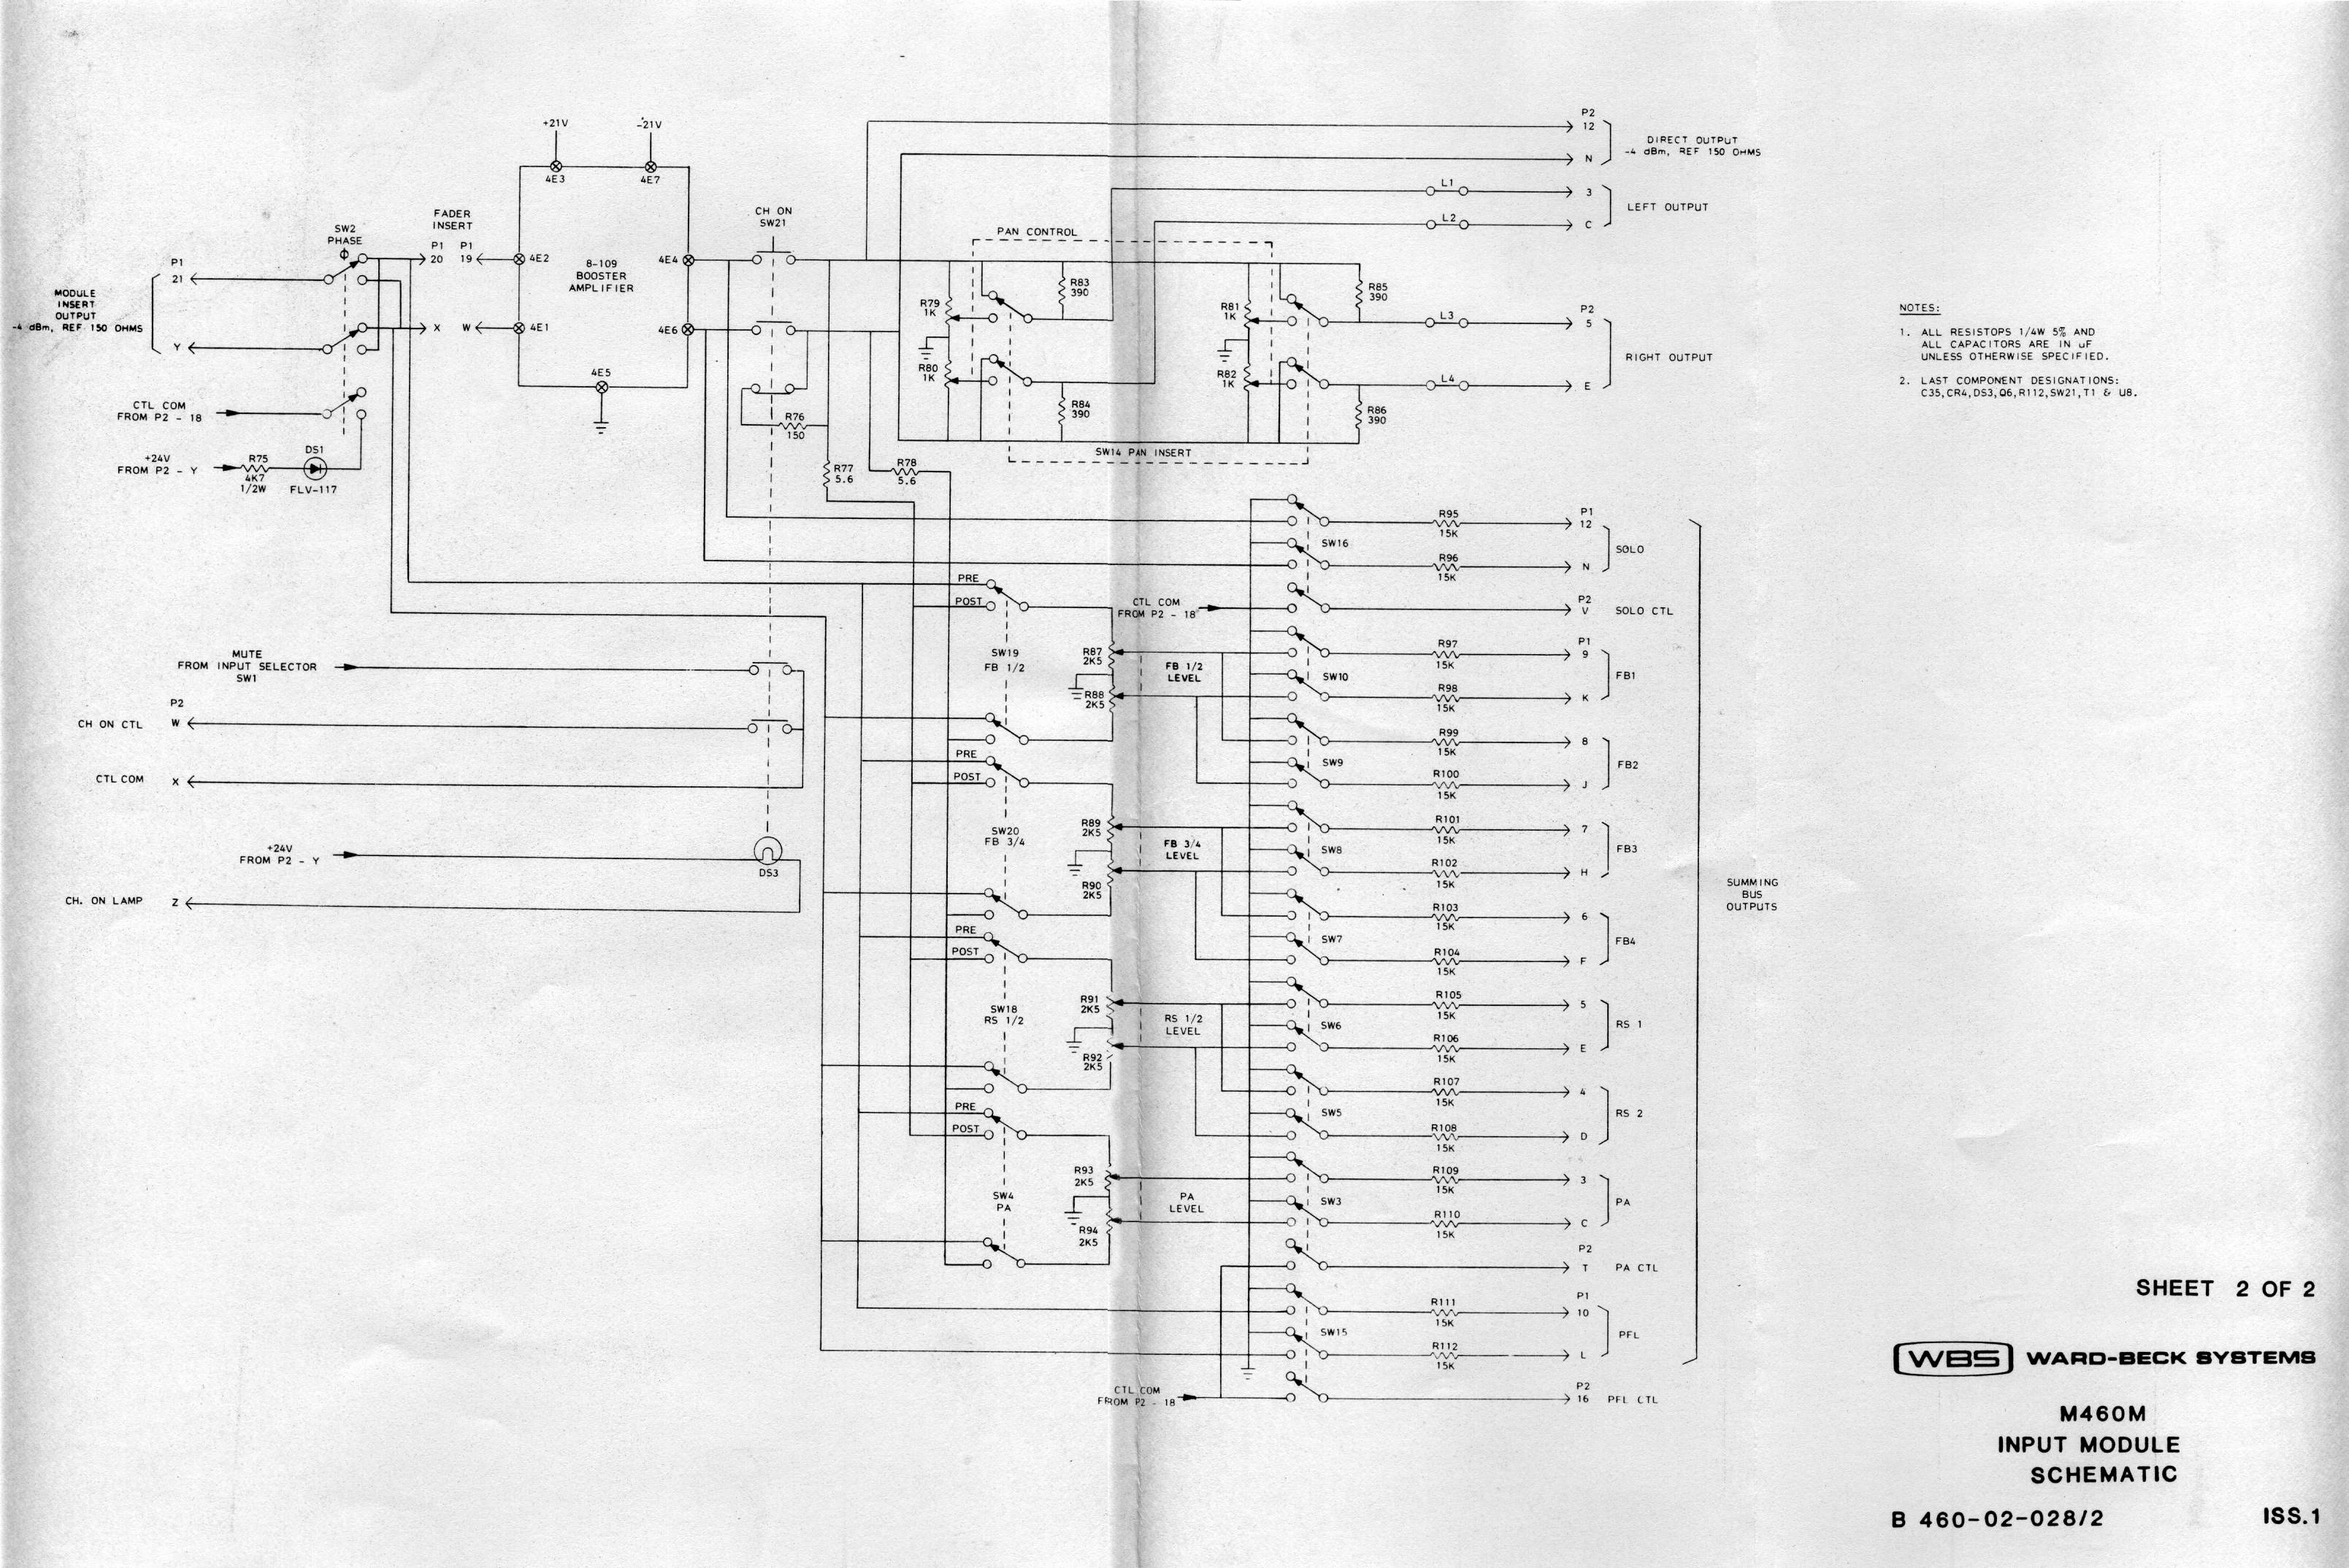 +21V
-21V
4E3
4E7
P2
12
N
DIRECT OUTPUT
-4 dBm, REF 150 OHMS
L1
3
L2
C
LEFT OUTPUT
SW2
PHASE
FADER
INSERT
P1 P1
20 19
4E2
8-109
BOOSTER
AMPLIFIER
4E4
CH ON
SW21
PAN CONTROL
P1
21
MODULE
INSERT
OUTPUT
-4 dBm, REF 150 OHMS
Y
X W
4E1
4E6
4E5
R79
1K
R80
1K
R83
390
R84
390
R81
1K
R82
1K
R85
390
R86
390
L3
P2
5
L4
E
RIGHT OUTPUT
SW14 PAN INSERT
NOTES:
1. ALL RESISTOPS 1/4W 5% AND
ALL CAPACITORS ARE IN uF
UNLESS OTHERWISE SPECIFIED.
2. LAST COMPONENT DESIGNATIONS:
C35,CR4,DS3,Q6,R112,SW21,T1 & U8.
CTL COM
FROM P2 - 18
+24V
FROM P2 - Y
R75
4K7
1/2W
DS1
FLV-117
R76
150
R77
5.6
R78
5.6
MUTE
FROM INPUT SELECTOR
SW1
P2
CH ON CTL W
CTL COM X
+24V
FROM P2 - Y
DS3
CH. ON LAMP Z
PRE
POST
SW19
FB 1/2
R87
2K5
R88
2K5
FB 1/2
LEVEL
PRE
POST
SW20
FB 3/4
R89
2K5
R90
2K5
FB 3/4
LEVEL
PRE
POST
SW18
RS 1/2
R91
2K5
R92
2K5
RS 1/2
LEVEL
PRE
POST
SW4
PA
R93
2K5
R94
2K5
PA
LEVEL
R95
15K
P1
12
SW16
R96
15K
N
SOLO
CTL COM
FROM P2 - 18
P2
V
SOLO CTL
R97
15K
P1
9
SW10
R98
15K
K
FB1
R99
15K
8
SW9
R100
15K
J
FB2
R101
15K
7
SW8
R102
15K
H
FB3
R103
15K
6
SW7
R104
15K
F
FB4
R105
15K
5
SW6
R106
15K
E
RS 1
R107
15K
4
SW5
R108
15K
D
RS 2
R109
15K
3
SW3
R110
15K
C
PA
P2
T
PA CTL
R111
15K
P1
10
SW15
R112
15K
L
PFL
CTL COM
FROM P2 - 18
P2
16
PFL CTL
SUMMING
BUS
OUTPUTS
SHEET 2 OF 2
WBS WARD-BECK SYSTEMS
M460M
INPUT MODULE
SCHEMATIC
B 460-02-028/2 ISS.1